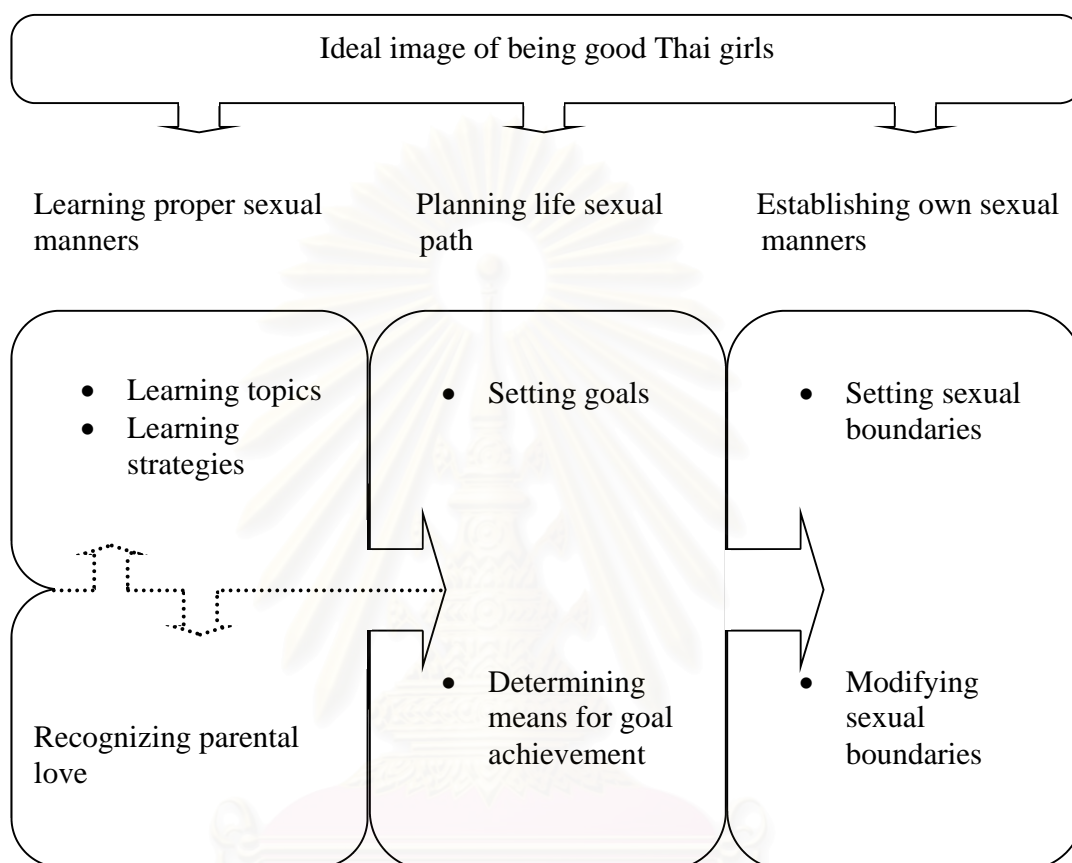 Ideal image of being good Thai girls
Learning proper sexual
manners
Planning life sexual
path
Establishing own sexual
manners
• Learning topics
• Learning
strategies
Recognizing parental
love
• Setting goals
• Determining
means for goal
achievement
• Setting sexual
boundaries
• Modifying
sexual
boundaries